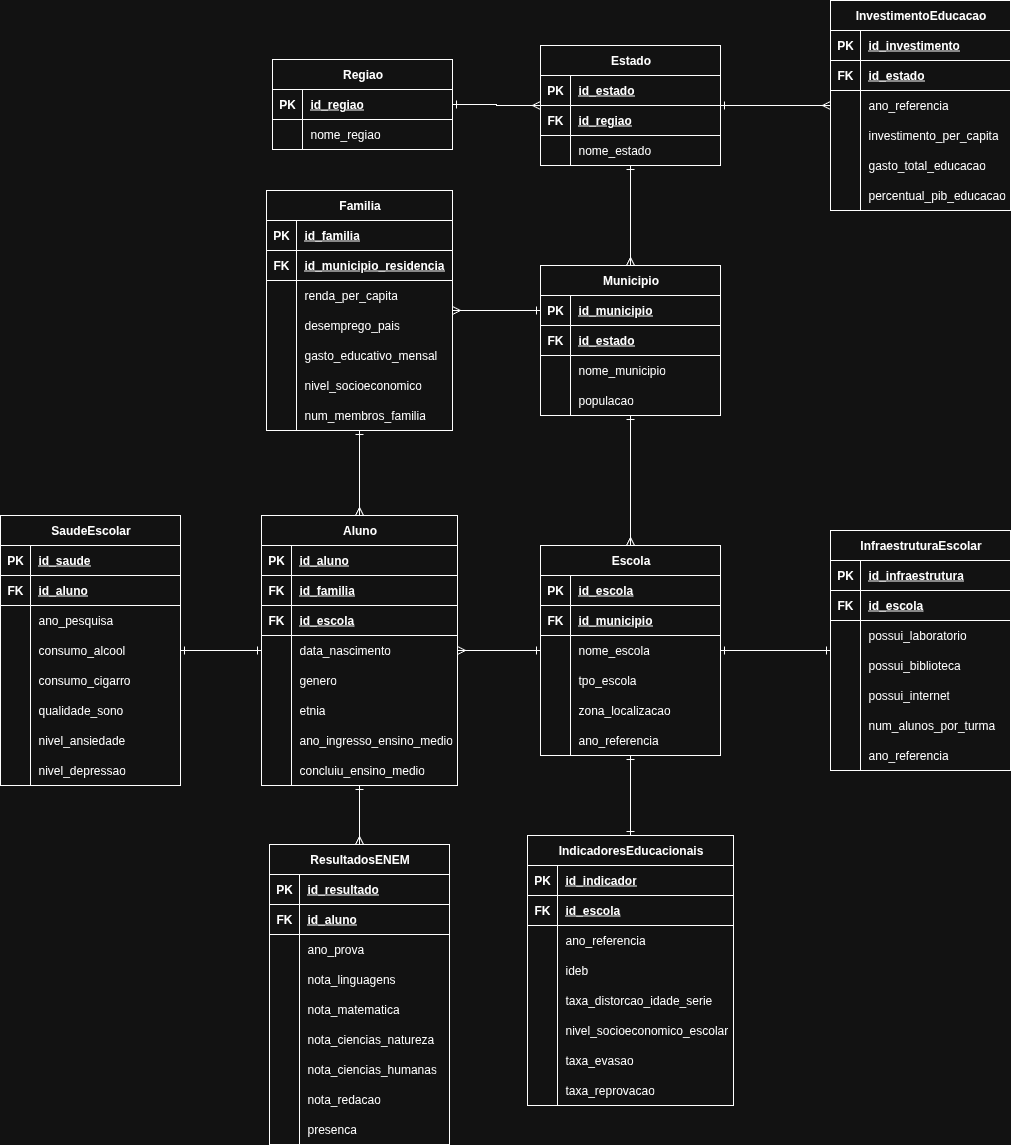 InvestimentoEducacao
PK id_investimento
FK id_estado
ano_referencia
investimento_per_capita
gasto_total_educacao
percentual_pib_educacao
Regiao
PK id_regiao
nome_regiao
Estado
PK id_estado
FK id_regiao
nome_estado
Familia
PK id_familia
FK id_municipio_residencia
renda_per_capita
desemprego_pais
gasto_educativo_mensal
nivel_socioeconomico
num_membros_familia
Municipio
PK id_municipio
FK id_estado
nome_municipio
populacao
SaudeEscolar
PK id_saude
FK id_aluno
ano_pesquisa
consumo_alcool
consumo_cigarro
qualidade_sono
nivel_ansiedade
nivel_depressao
Aluno
PK id_aluno
FK id_familia
FK id_escola
data_nascimento
genero
etnia
ano_ingresso_ensino_medio
concluiu_ensino_medio
Escola
PK id_escola
FK id_municipio
nome_escola
tpo_escola
zona_localizacao
ano_referencia
InfraestruturaEscolar
PK id_infraestrutura
FK id_escola
possui_laboratorio
possui_biblioteca
possui_internet
num_alunos_por_turma
ano_referencia
ResultadosENEM
PK id_resultado
FK id_aluno
ano_prova
nota_linguagens
nota_matematica
nota_ciencias_natureza
nota_ciencias_humanas
nota_redacao
presenca
IndicadoresEducacionais
PK id_indicador
FK id_escola
ano_referencia
ideb
taxa_distorcao_idade_serie
nivel_socioeconomico_escolar
taxa_evasao
taxa_reprovacao